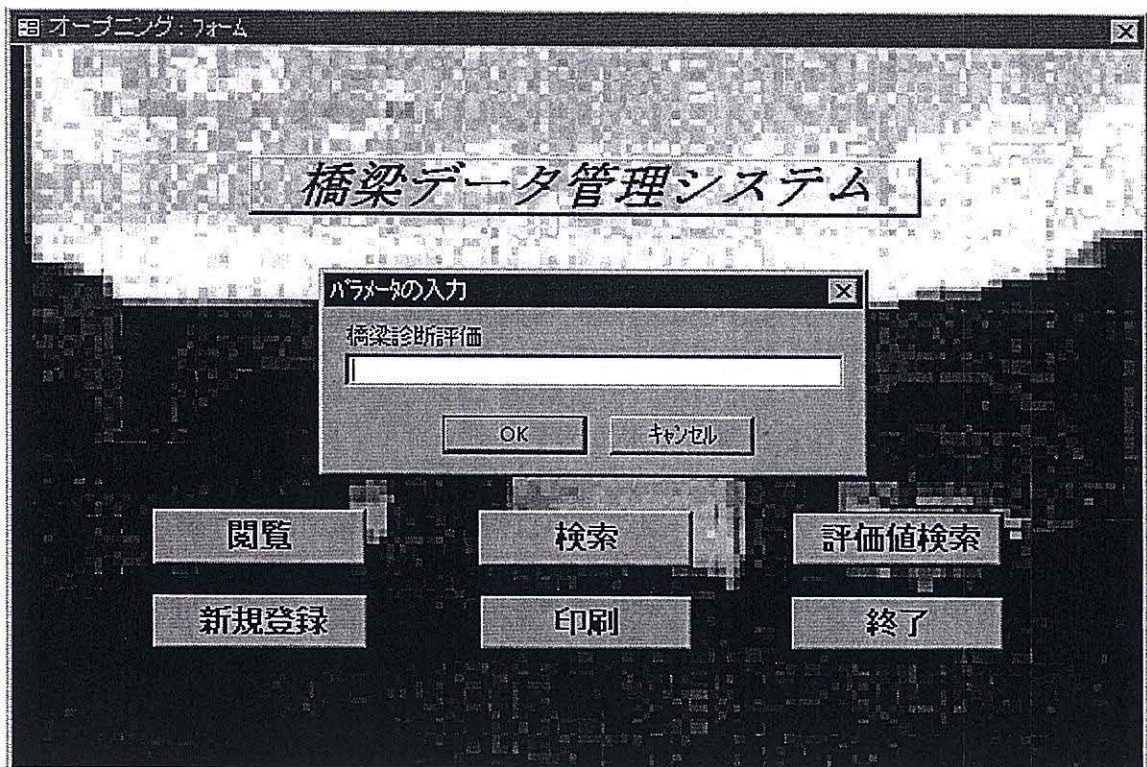 オープニング : フォーム
橋梁データ管理システム
パラメータの入力
橋梁診断評価
OK キャンセル
閲覧 検索 評価値検索
新規登録 印刷 終了